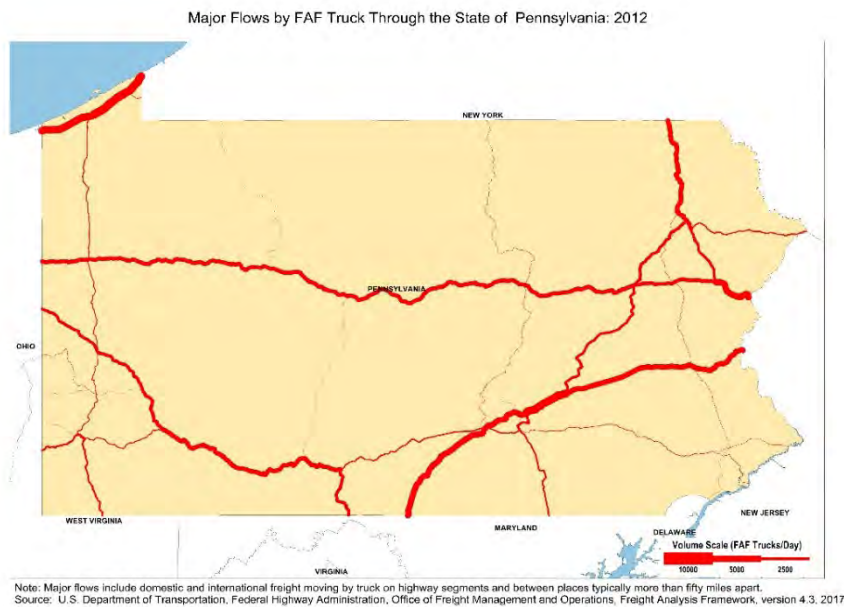 Major Flows by FAF Truck Through the State of Pennsylvania: 2012
NEW YORK
PENNSYLVANIA
OHIO
WEST VIRGINIA
MARYLAND
DELAWARE
NEW JERSEY
VIRGINIA
Volume Scale (FAF Trucks/Day)
10000 5000 2500
Note: Major flows include domestic and international freight moving by truck on highway segments and between places typically more than fifty miles apart.
Source: U.S. Department of Transportation, Federal Highway Administration, Office of Freight Management and Operations, Freight Analysis Framework, version 4.3, 2017